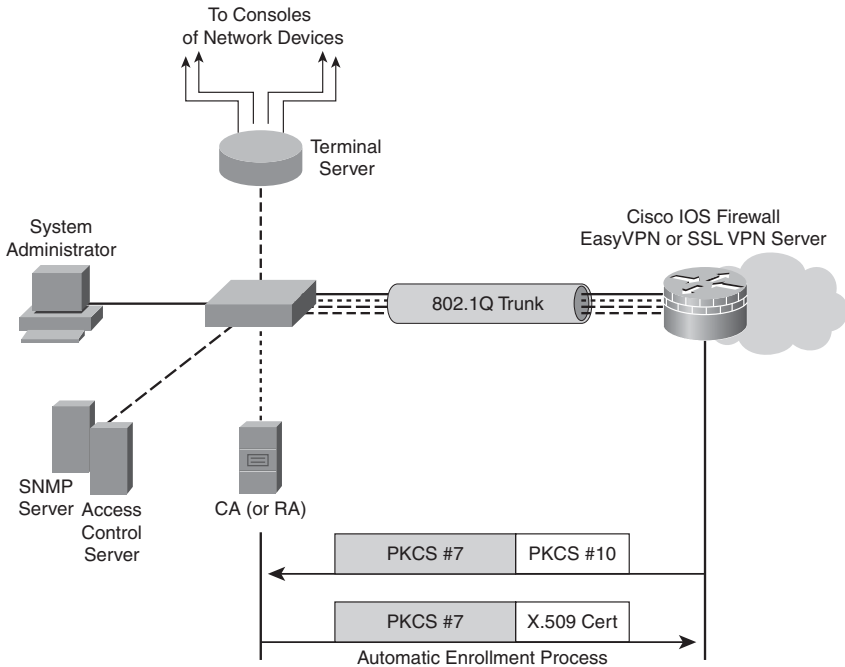 To Consoles
of Network Devices
Terminal
Server
System
Administrator
Cisco IOS Firewall
EasyVPN or SSL VPN Server
802.1Q Trunk
SNMP
Server
Access
Control
Server
CA (or RA)
PKCS #7
PKCS #10
PKCS #7
X.509 Cert
Automatic Enrollment Process